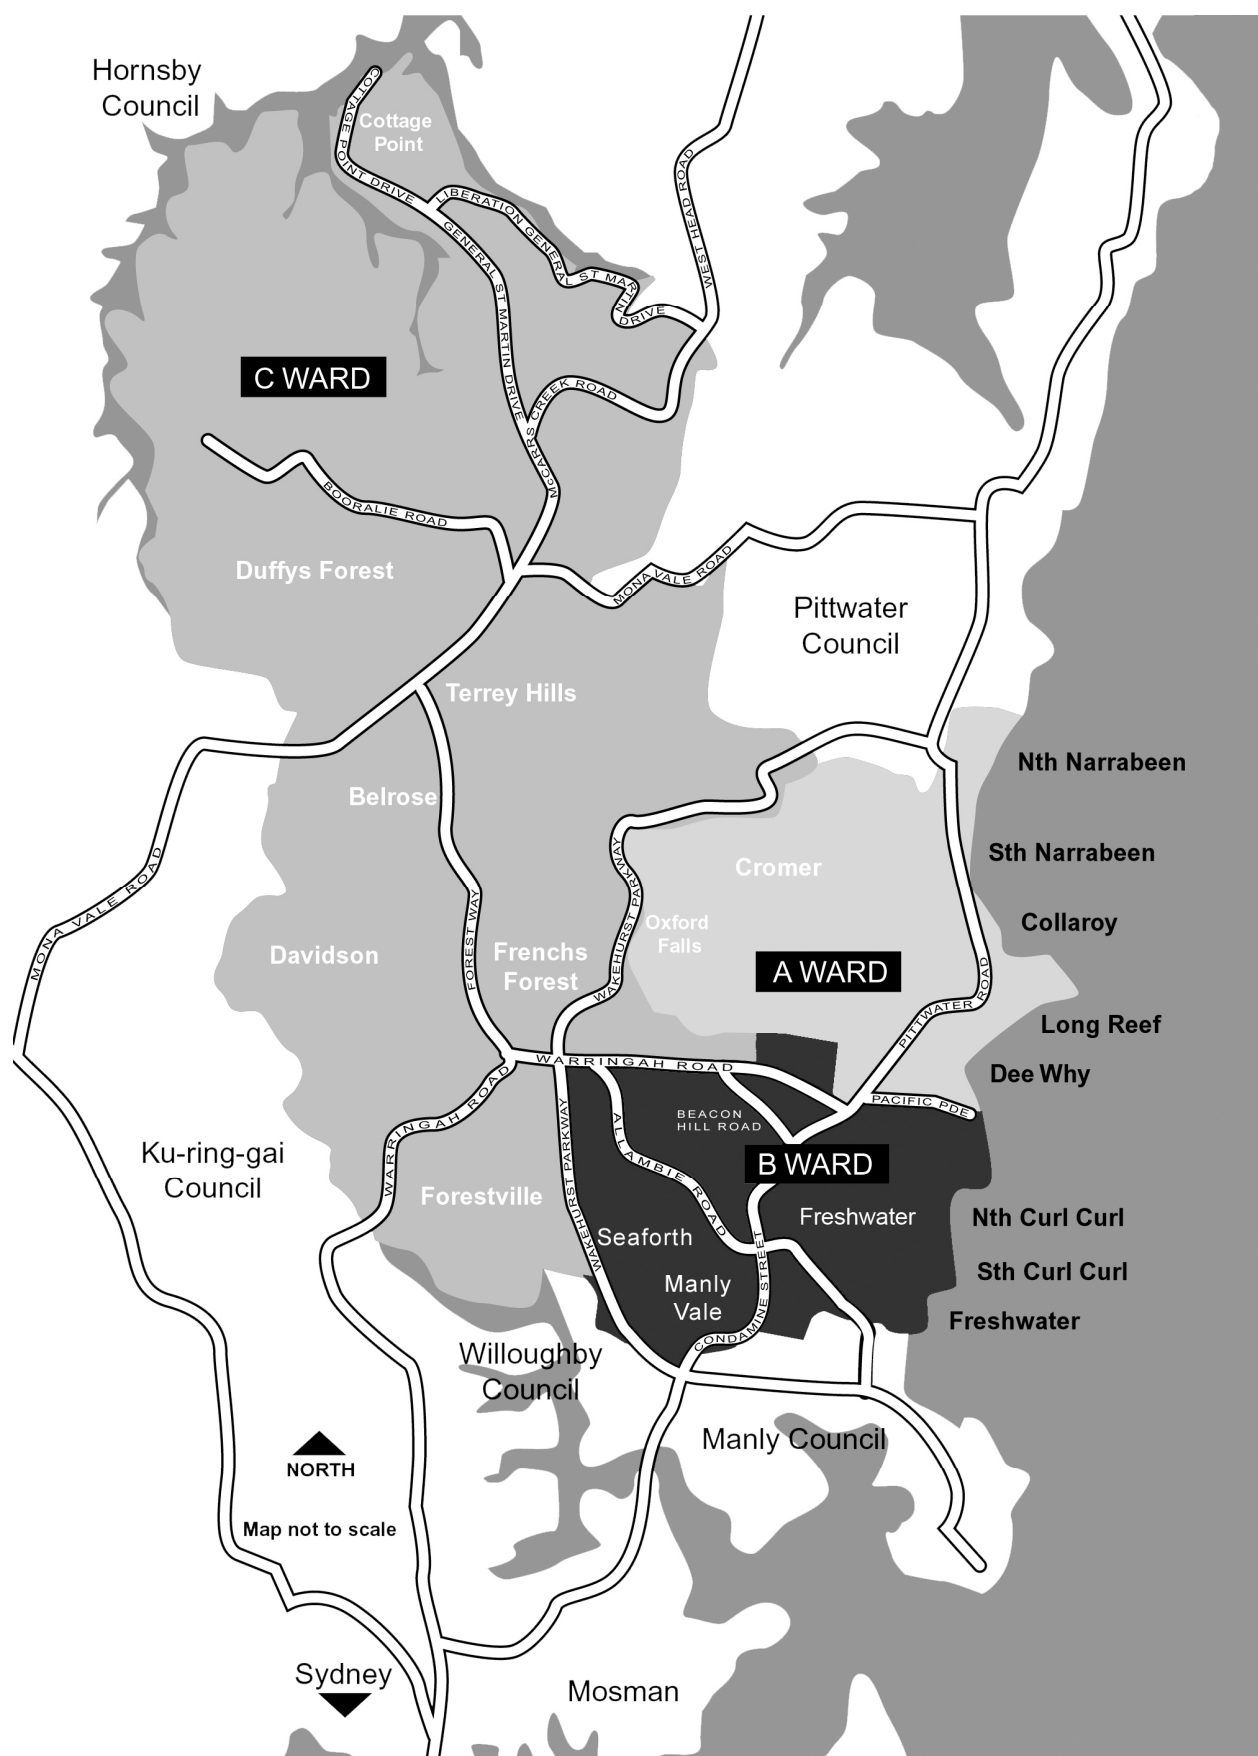 Hornsby
Council
COTTAGE POINT DRIVE
Cottage
Point
LIBERATION GENERAL ST MARTIN DRIVE
GENERAL ST MARTIN DRIVE
WEST HEAD ROAD
C WARD
McCARRS CREEK ROAD
BOORALIE ROAD
Duffys Forest
MONA VALE ROAD
Pittwater
Council
Terrey Hills
Nth Narrabeen
Belrose
Sth Narrabeen
MONA VALE ROAD
WAKEHURST PARKWAY
Cromer
Collaroy
FOREST WAY
Oxford
Falls
Davidson
Frenchs
Forest
A WARD
PITTWATER ROAD
Long Reef
WARRINGAH ROAD
Dee Why
WARRINGAH ROAD
PACIFIC PDE
BEACON
HILL ROAD
WAKEHURST PARKWAY
ALLAMBIE ROAD
Ku-ring-gai
Council
B WARD
Forestville
Freshwater
Nth Curl Curl
Seaforth
CONDAMINE STREET
Sth Curl Curl
Manly
Vale
Freshwater
Willoughby
Council
Manly Council
NORTH
Map not to scale
Sydney
Mosman